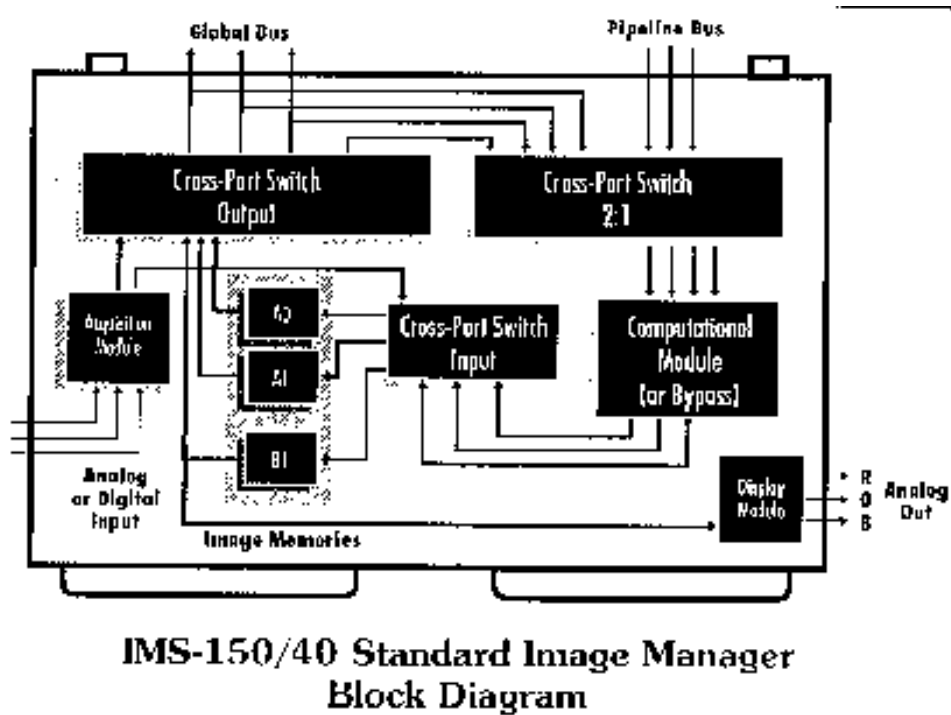 Global Bus
Pipeline Bus
Cross-Port Switch
Output
Cross-Port Switch
2:1
Acquisition
Module
A1
B1
Cross-Port Switch
Input
Computational
Module
(or Bypass)
Analog
or Digital
Input
Image Memories
Display
Module
R
G
B
Analog
Out
IMS-150/40 Standard Image Manager
Block Diagram